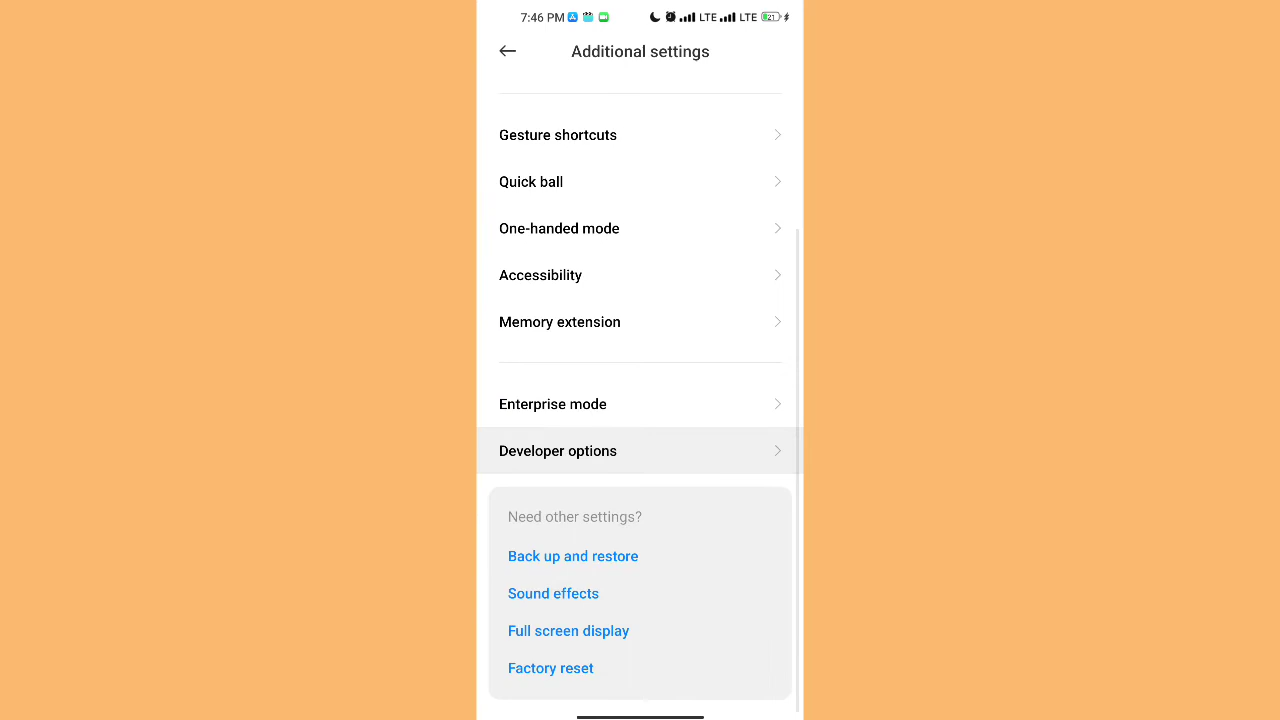 7:46 PM LTE LTE 21
Additional settings
Gesture shortcuts
Quick ball
One-handed mode
Accessibility
Memory extension
Enterprise mode
Developer options
Need other settings?
Back up and restore
Sound effects
Full screen display
Factory reset